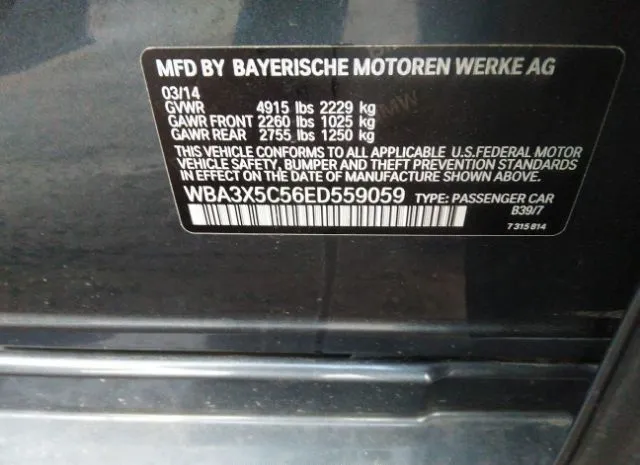 MFD BY BAYERISCHE MOTOREN WERKE AG
03/14
GVWR 4915 lbs 2229 kg
GAWR FRONT 2260 lbs 1025 kg
GAWR REAR 2755 lbs 1250 kg
THIS VEHICLE CONFORMS TO ALL APPLICABLE U.S.FEDERAL MOTOR
VEHICLE SAFETY, BUMPER AND THEFT PREVENTION STANDARDS
IN EFFECT ON THE DATE OF MANUFACTURE SHOWN ABOVE.
WBA3X5C56ED559059 TYPE: PASSENGER CAR
B39/7
7 315 814